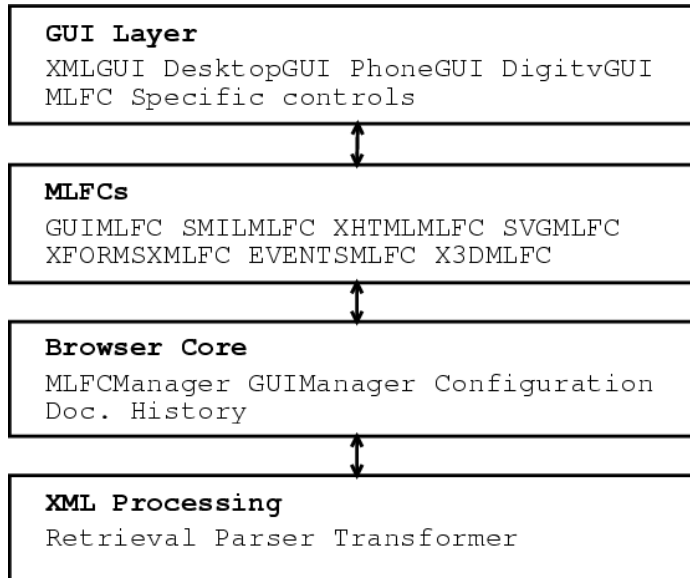 GUI Layer
XMLGUI DesktopGUI PhoneGUI DigitvGUI
MLFC Specific controls
MLFCs
GUIMLFC SMILMLFC XHTMLMLFC SVGMLFC
XFORMSXMLFC EVENTSMLFC X3DMLFC
Browser Core
MLFCManager GUIManager Configuration
Doc. History
XML Processing
Retrieval Parser Transformer